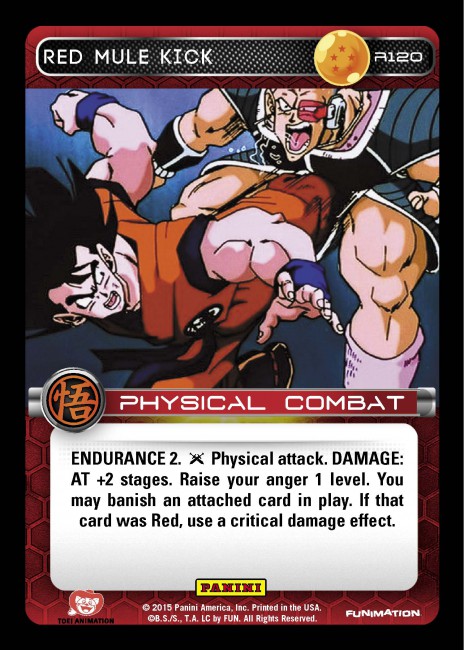 RED MULE KICK
R120
悟
PHYSICAL COMBAT
ENDURANCE 2. Physical attack. DAMAGE:
AT +2 stages. Raise your anger 1 level. You
may banish an attached card in play. If that
card was Red, use a critical damage effect.
PANINI
TOEI ANIMATION
© 2015 Panini America, Inc. Printed in the USA.
©B.S./S., T.A. LC by FUN. All Rights Reserved.
FUNIMATION